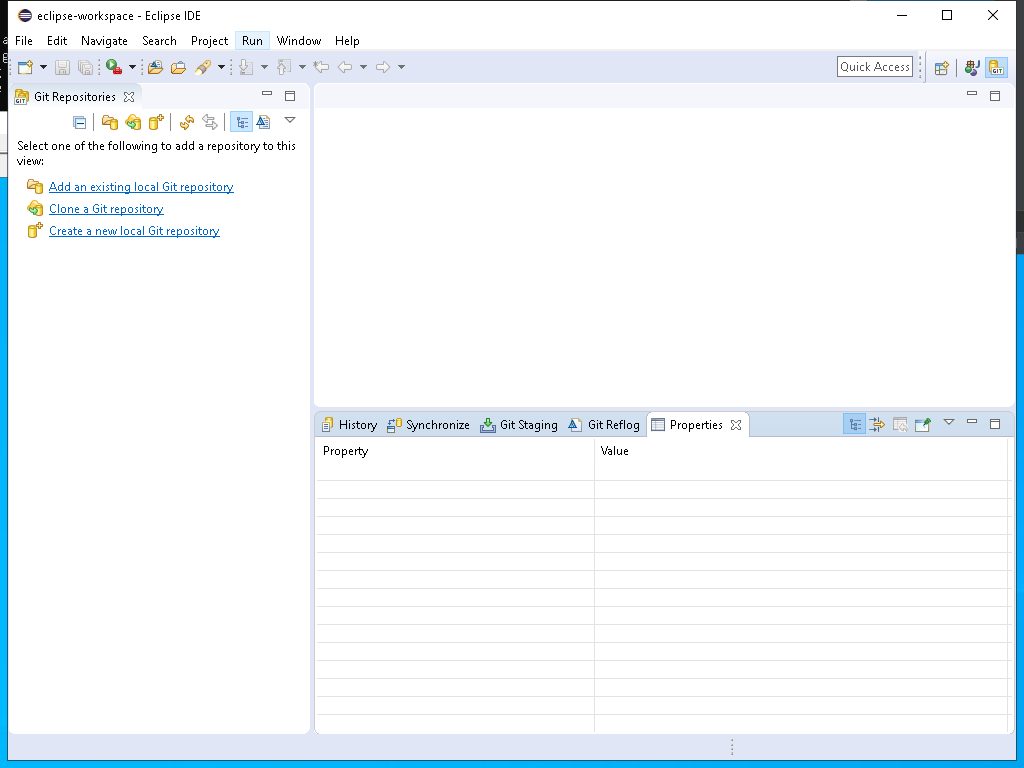 eclipse-workspace - Eclipse IDE
File Edit Navigate Search Project Run Window Help
Quick Access
Git Repositories
Select one of the following to add a repository to this
view:
Add an existing local Git repository
Clone a Git repository
Create a new local Git repository
History Synchronize Git Staging Git Reflog Properties
Property Value